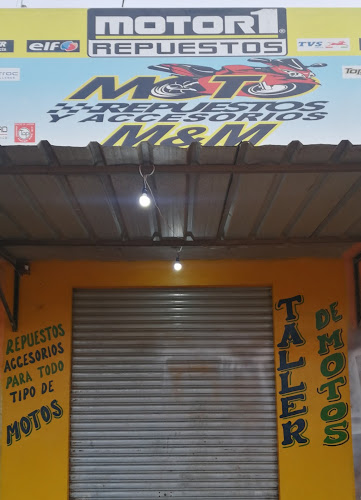 MOTOR1
REPUESTOS
elf
TVS
MOTO
REPUESTOS
Y ACCESORIOS
M&M
REPUESTOS
ACCESORIOS
PARA TODO
TIPO DE
MOTOS
TALLER
DE MOTOS